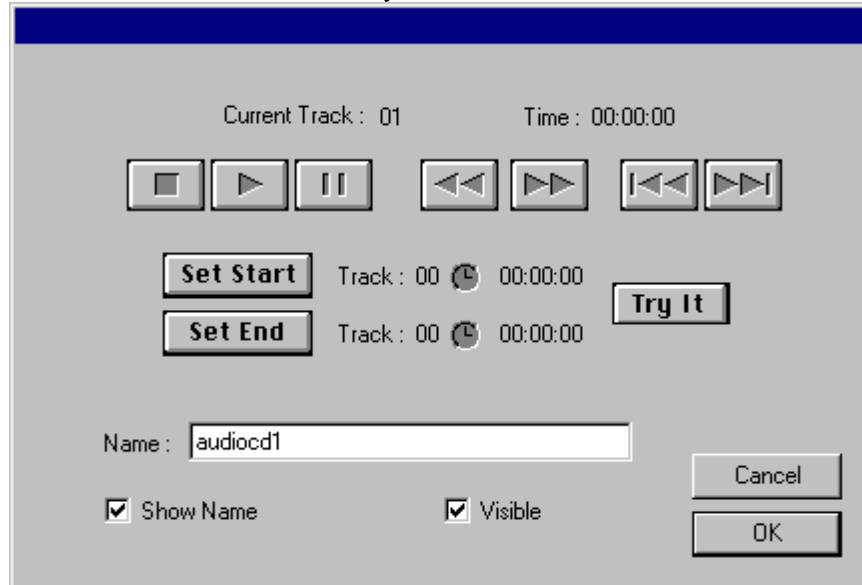 Current Track : 01 Time : 00:00:00
Set Start Track : 00 00:00:00
Try It
Set End Track : 00 00:00:00
Name : audiocd1
Cancel
Show Name Visible
OK